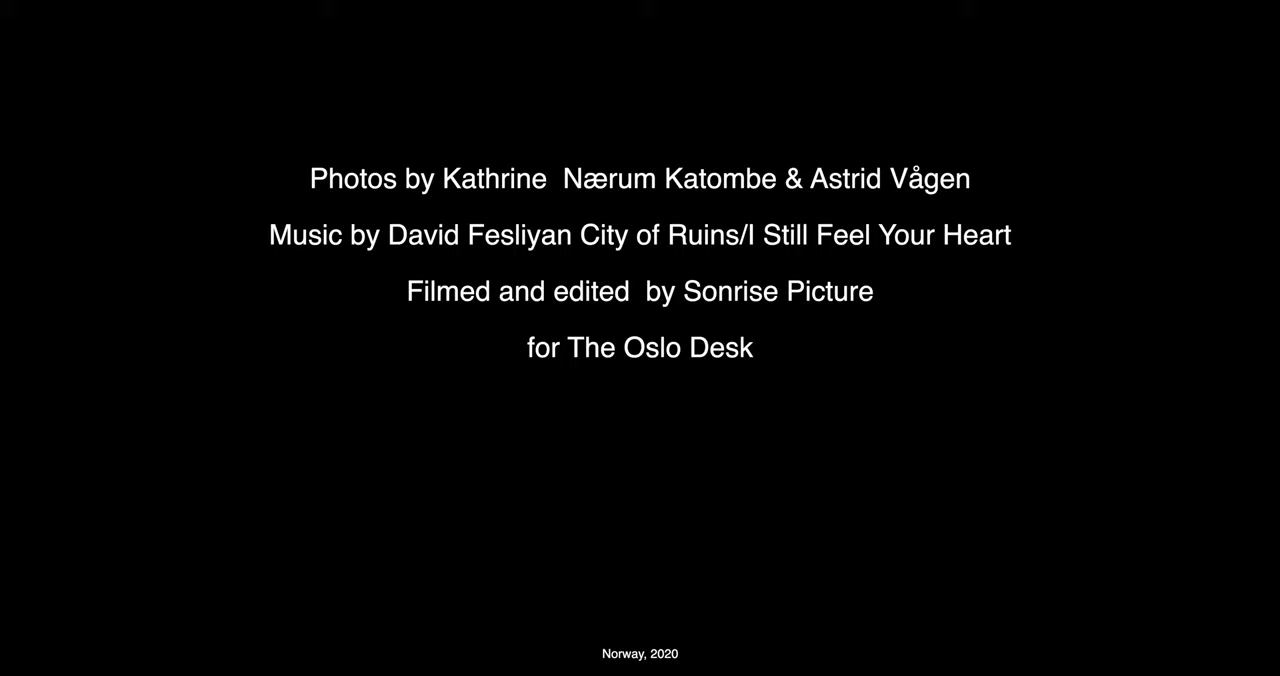 Photos by Kathrine  Nærum Katombe & Astrid Vågen
Music by David Fesliyan City of Ruins/I Still Feel Your Heart
Filmed and edited  by Sonrise Picture
for The Oslo Desk
Norway, 2020